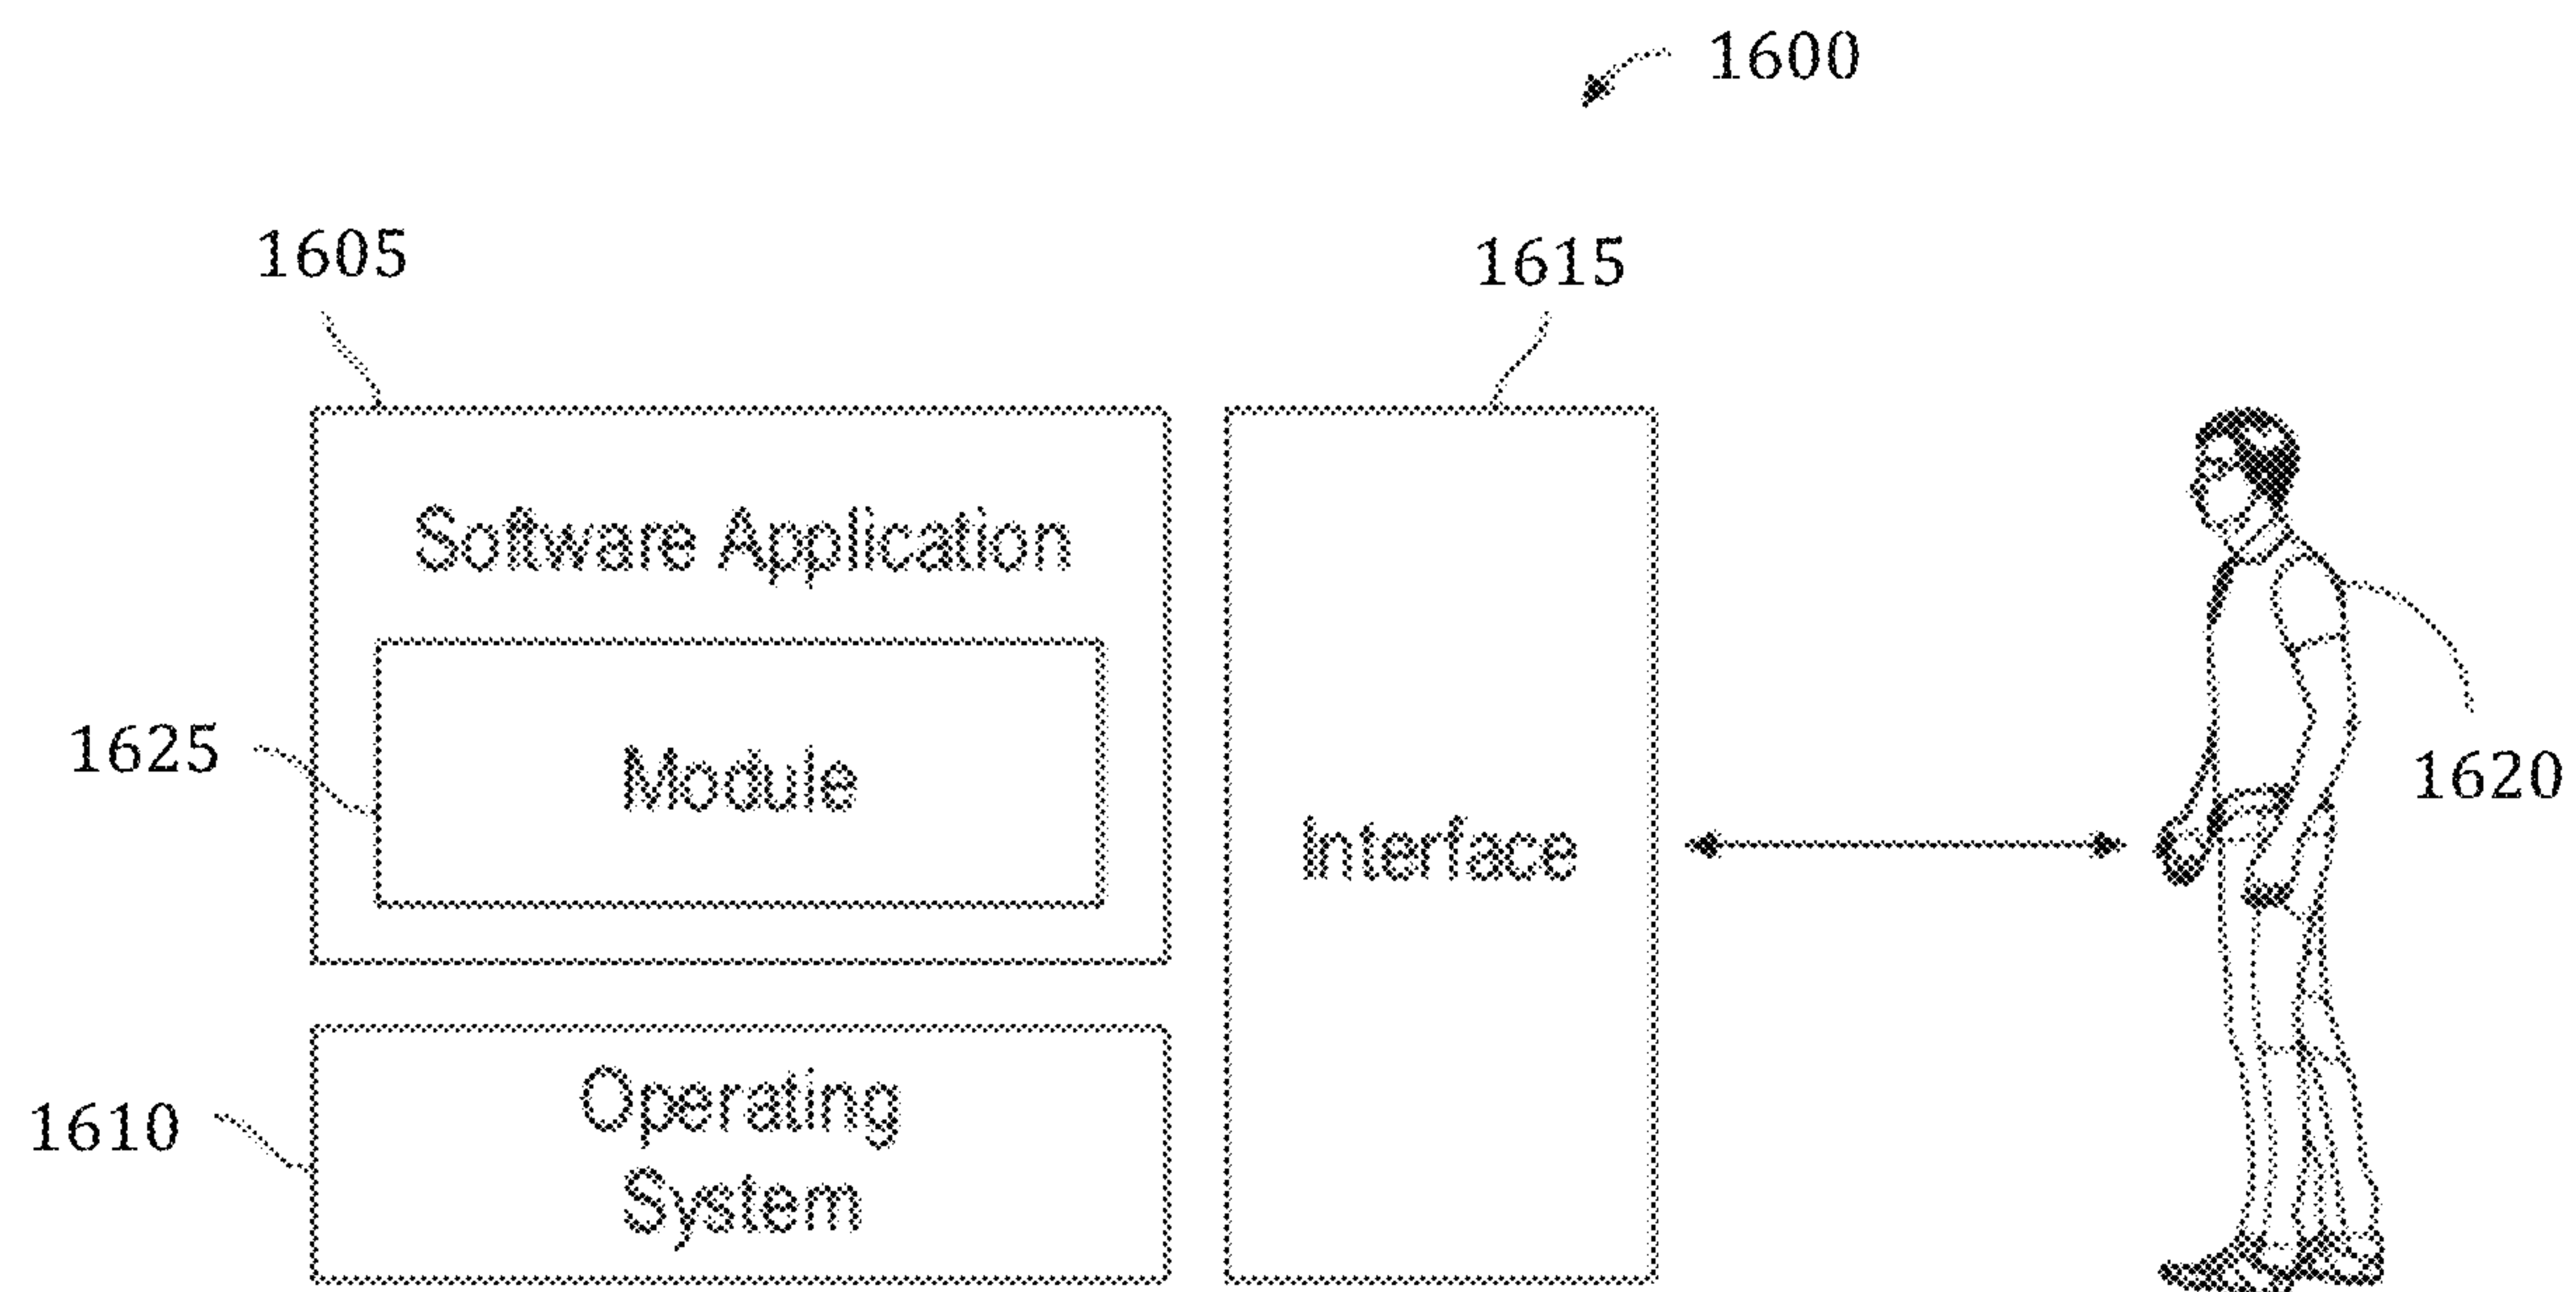 1600
1605
1615
Software Application
1625
Module
1620
Interface
1610
Operating
System